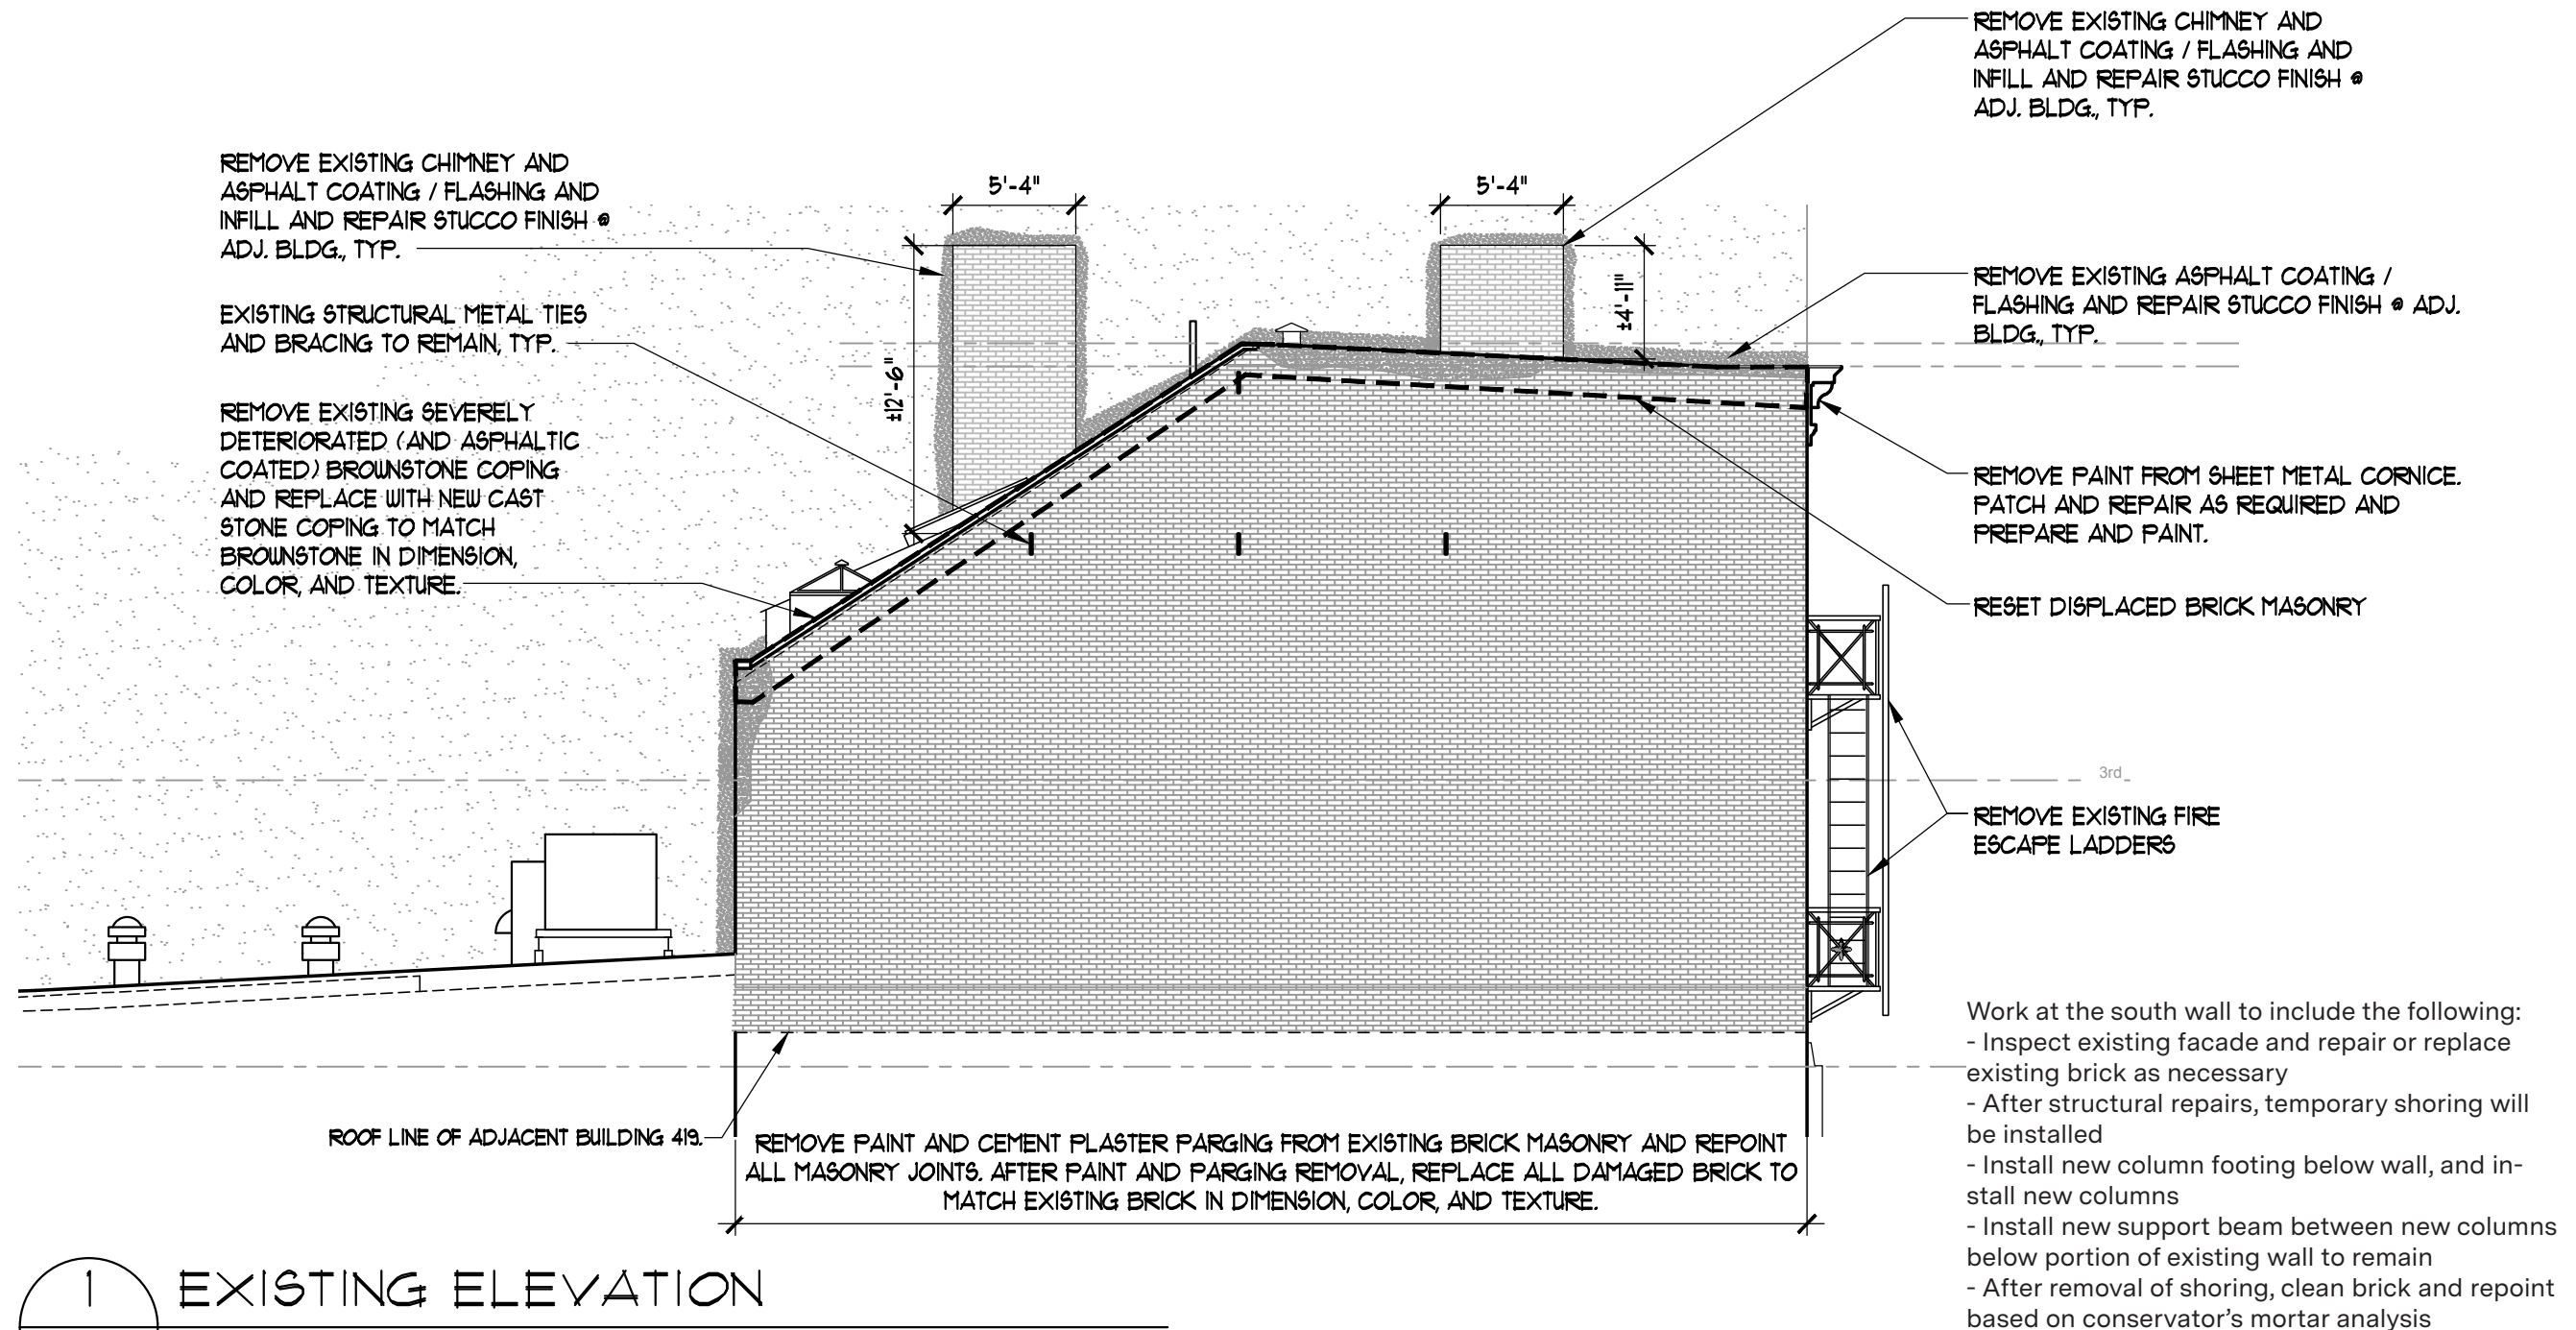 REMOVE EXISTING CHIMNEY AND
ASPHALT COATING / FLASHING AND
INFILL AND REPAIR STUCCO FINISH @
ADJ. BLDG., TYP.
REMOVE EXISTING CHIMNEY AND
ASPHALT COATING / FLASHING AND
INFILL AND REPAIR STUCCO FINISH @
ADJ. BLDG., TYP.
5'-4"
5'-4"
±12'-6"
±4'-11"
EXISTING STRUCTURAL METAL TIES
AND BRACING TO REMAIN, TYP.
REMOVE EXISTING ASPHALT COATING /
FLASHING AND REPAIR STUCCO FINISH @ ADJ.
BLDG., TYP.
REMOVE EXISTING SEVERELY
DETERIORATED (AND ASPHALTIC
COATED) BROWNSTONE COPING
AND REPLACE WITH NEW CAST
STONE COPING TO MATCH
BROWNSTONE IN DIMENSION,
COLOR, AND TEXTURE.
REMOVE PAINT FROM SHEET METAL CORNICE.
PATCH AND REPAIR AS REQUIRED AND
PREPARE AND PAINT.
RESET DISPLACED BRICK MASONRY
3rd
REMOVE EXISTING FIRE
ESCAPE LADDERS
ROOF LINE OF ADJACENT BUILDING 419.
REMOVE PAINT AND CEMENT PLASTER PARGING FROM EXISTING BRICK MASONRY AND REPOINT
ALL MASONRY JOINTS. AFTER PAINT AND PARGING REMOVAL, REPLACE ALL DAMAGED BRICK TO
MATCH EXISTING BRICK IN DIMENSION, COLOR, AND TEXTURE.
Work at the south wall to include the following:
- Inspect existing facade and repair or replace
existing brick as necessary
- After structural repairs, temporary shoring will
be installed
- Install new column footing below wall, and in-
stall new columns
- Install new support beam between new columns
below portion of existing wall to remain
- After removal of shoring, clean brick and repoint
based on conservator's mortar analysis
1
EXISTING ELEVATION